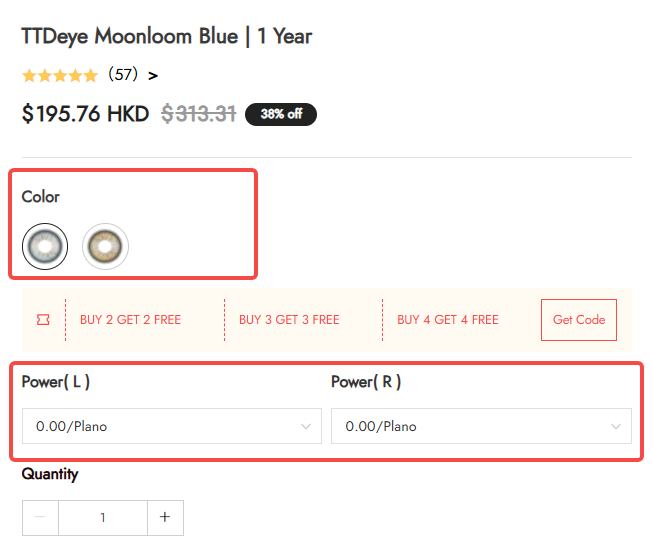 TTDeye Moonloom Blue | 1 Year
(57) >
$195.76 HKD $313.31 38% off
Color
BUY 2 GET 2 FREE BUY 3 GET 3 FREE BUY 4 GET 4 FREE Get Code
Power( L ) Power( R )
0.00/Plano 0.00/Plano
Quantity
— 1 +